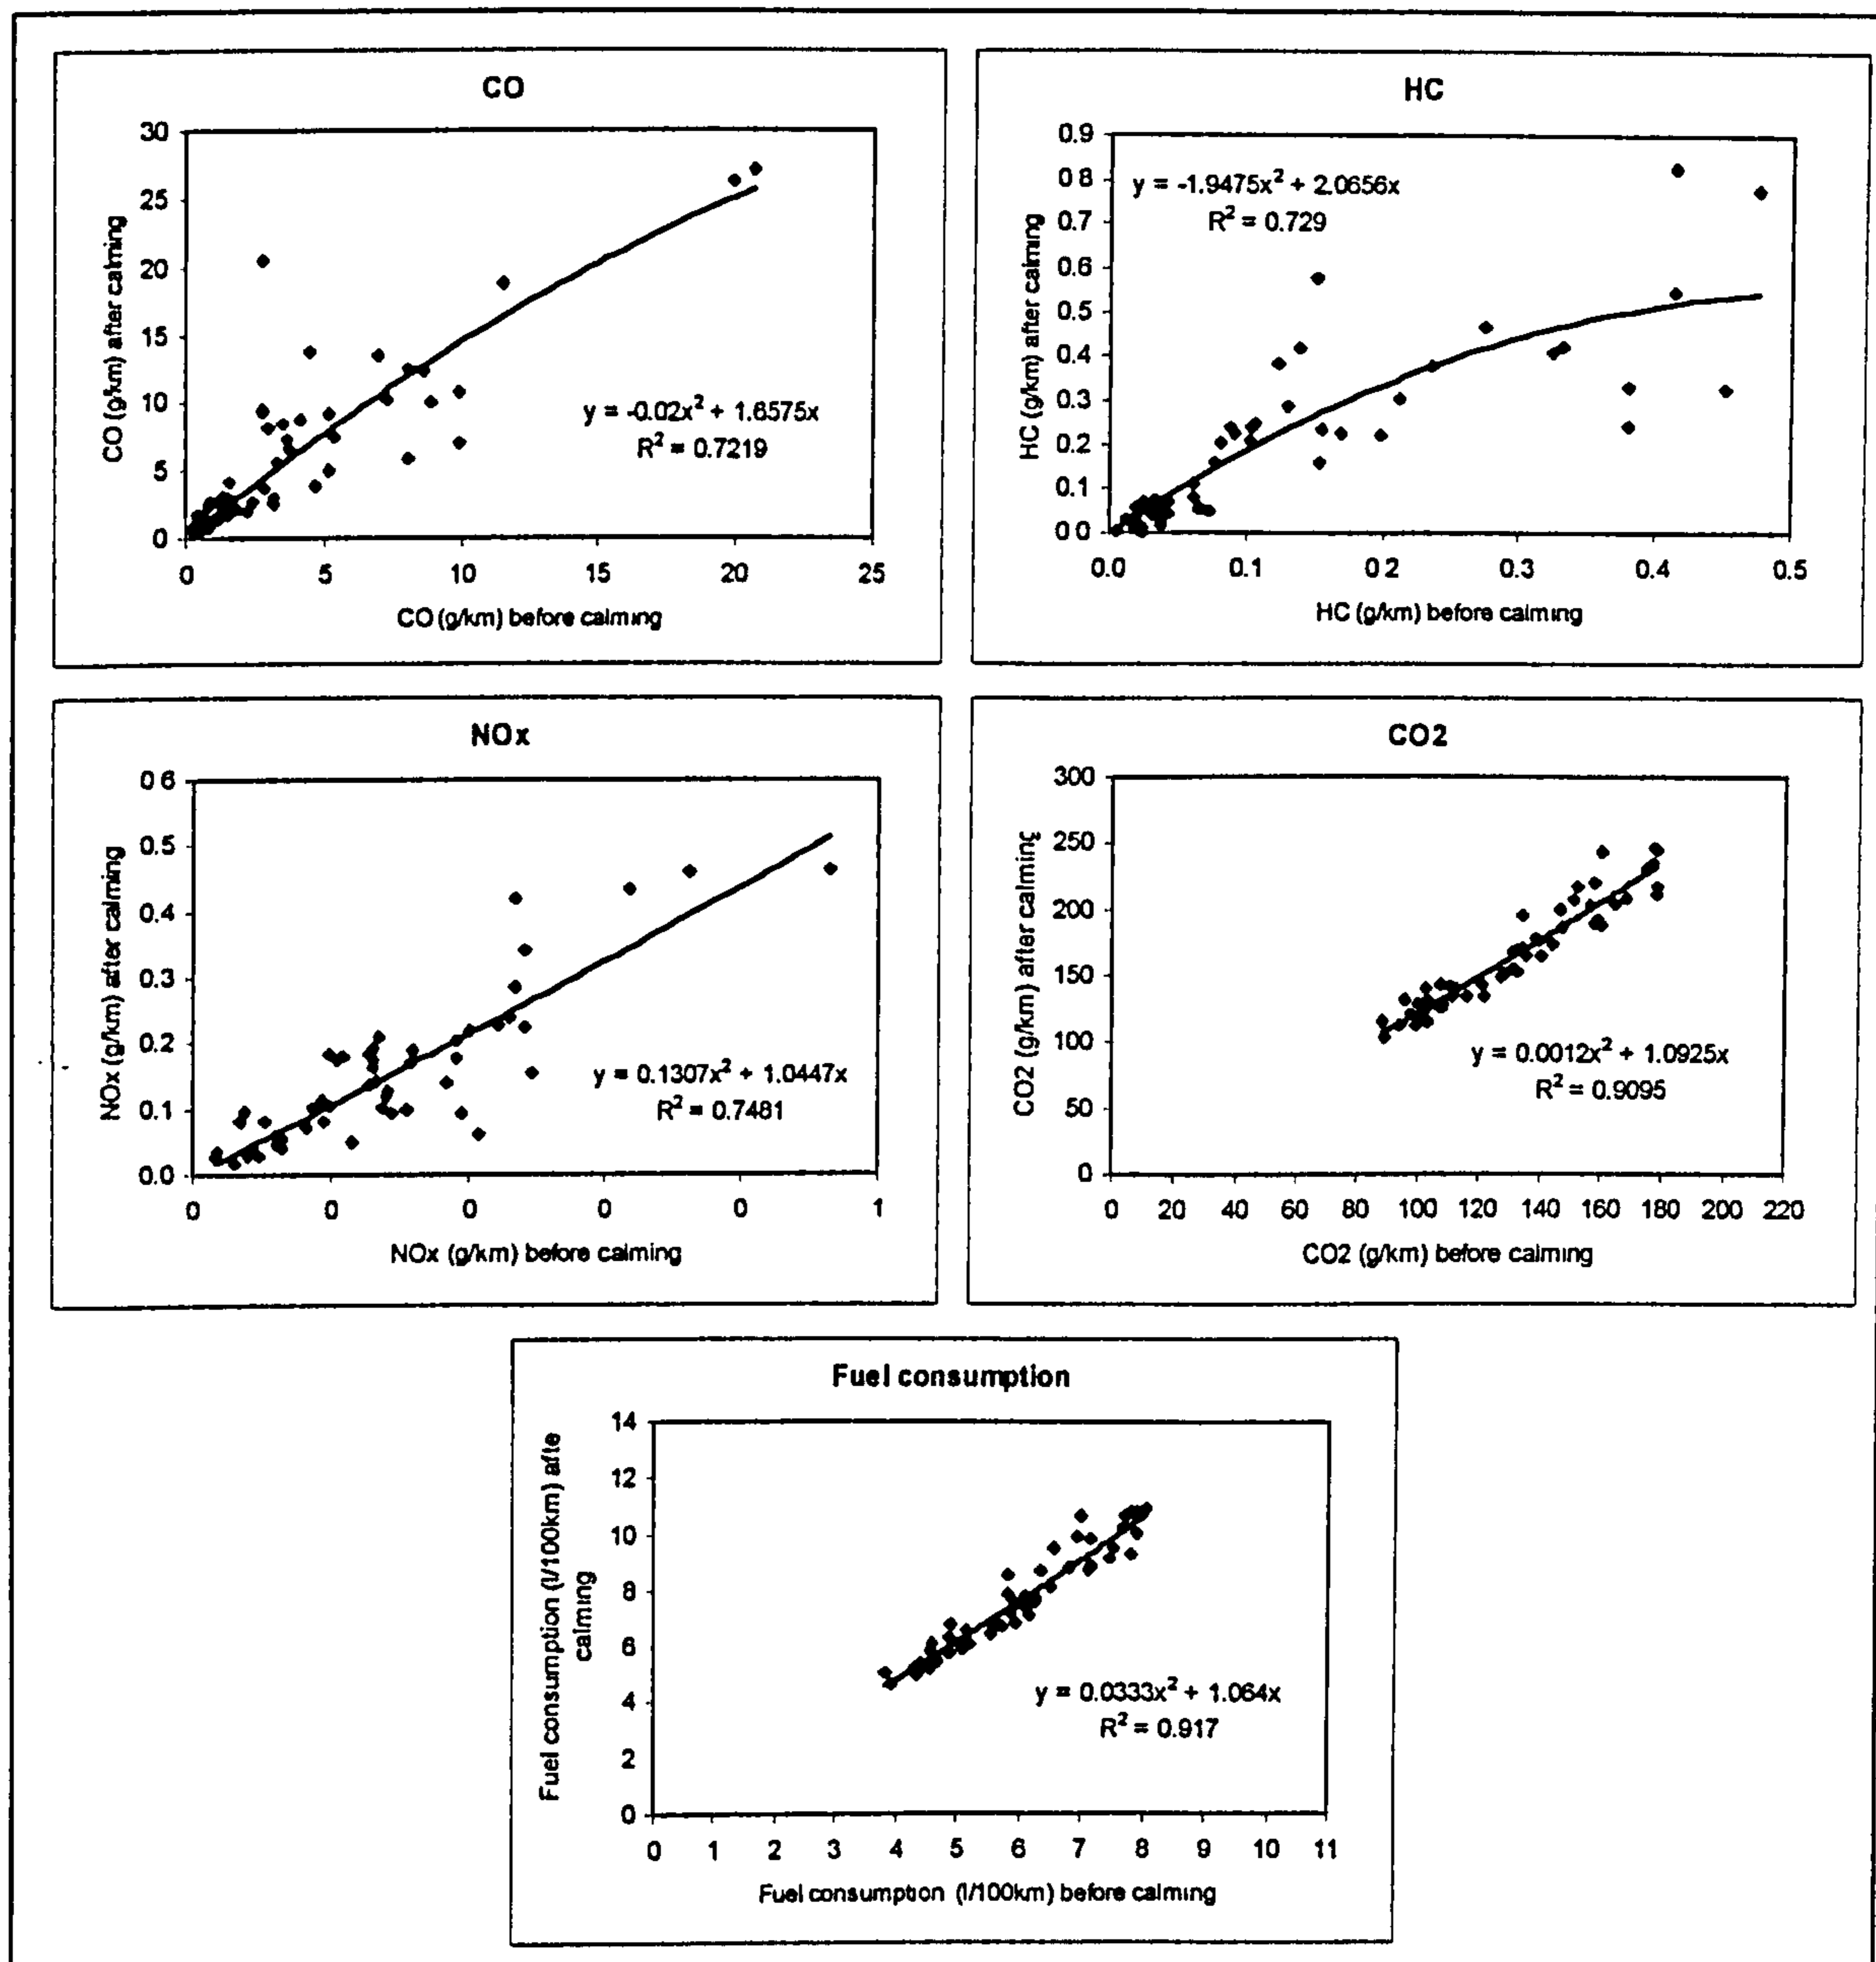 CO
30
25
20
15
10
5
0
CO (g/km) after calming
y = -0.02x² + 1.6575x
R² = 0.7219
0 5 10 15 20 25
CO (g/km) before calming
HC
0.9
0 8
0.7
0.6
0.5
0.4
0.3
0.2
0.1
0 0
HC (g/km) after calming
y = -1.9475x² + 2.0656x
R² = 0.729
0.0 0.1 0 2 0.3 0.4 0.5
HC (g/km) before calming
NOx
0 6
0.5
0.4
0.3
0.2
0.1
0.0
NOx (g/km) after calming
y = 0.1307x² + 1.0447x
R² = 0.7481
0 0 0 0 0 1
NOx (g/km) before calming
CO2
300
250
200
150
100
50
0
CO2 (g/km) after calming
y = 0.0012x² + 1.0925x
R² = 0.9095
0 20 40 60 80 100 120 140 160 180 200 220
CO2 (g/km) before calming
Fuel consumption
14
12
10
8
6
4
2
0
Fuel consumption (l/100km) afte
calming
y = 0.0333x² + 1.064x
R² = 0.917
0 1 2 3 4 5 6 7 8 9 10 11
Fuel consumption (l/100km) before calming